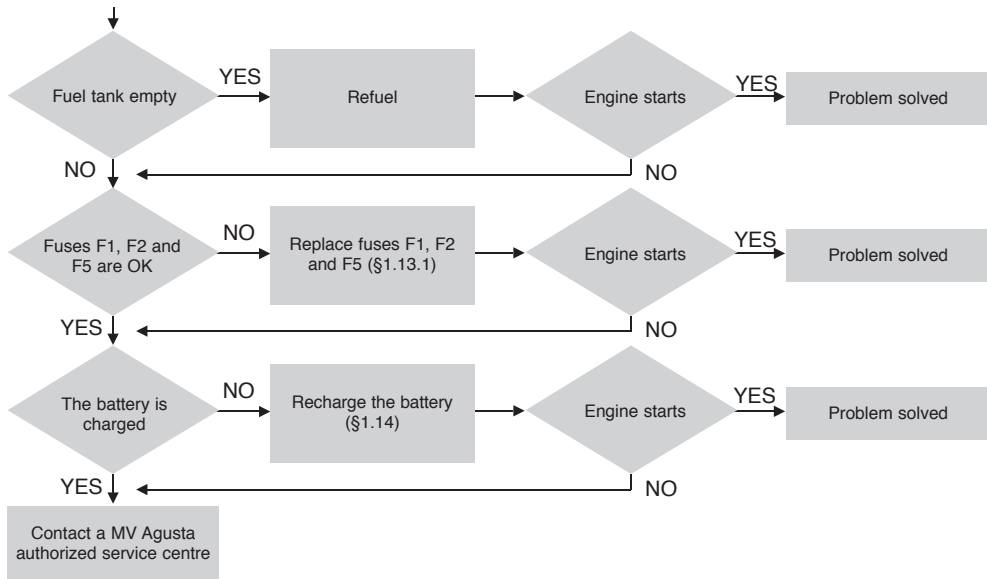 Fuel tank empty
YES
Refuel
Engine starts
YES
Problem solved
NO
NO
Fuses F1, F2 and
F5 are OK
NO
Replace fuses F1, F2
and F5 (§1.13.1)
Engine starts
YES
Problem solved
YES
NO
The battery is
charged
NO
Recharge the battery
(§1.14)
Engine starts
YES
Problem solved
YES
NO
Contact a MV Agusta
authorized service centre